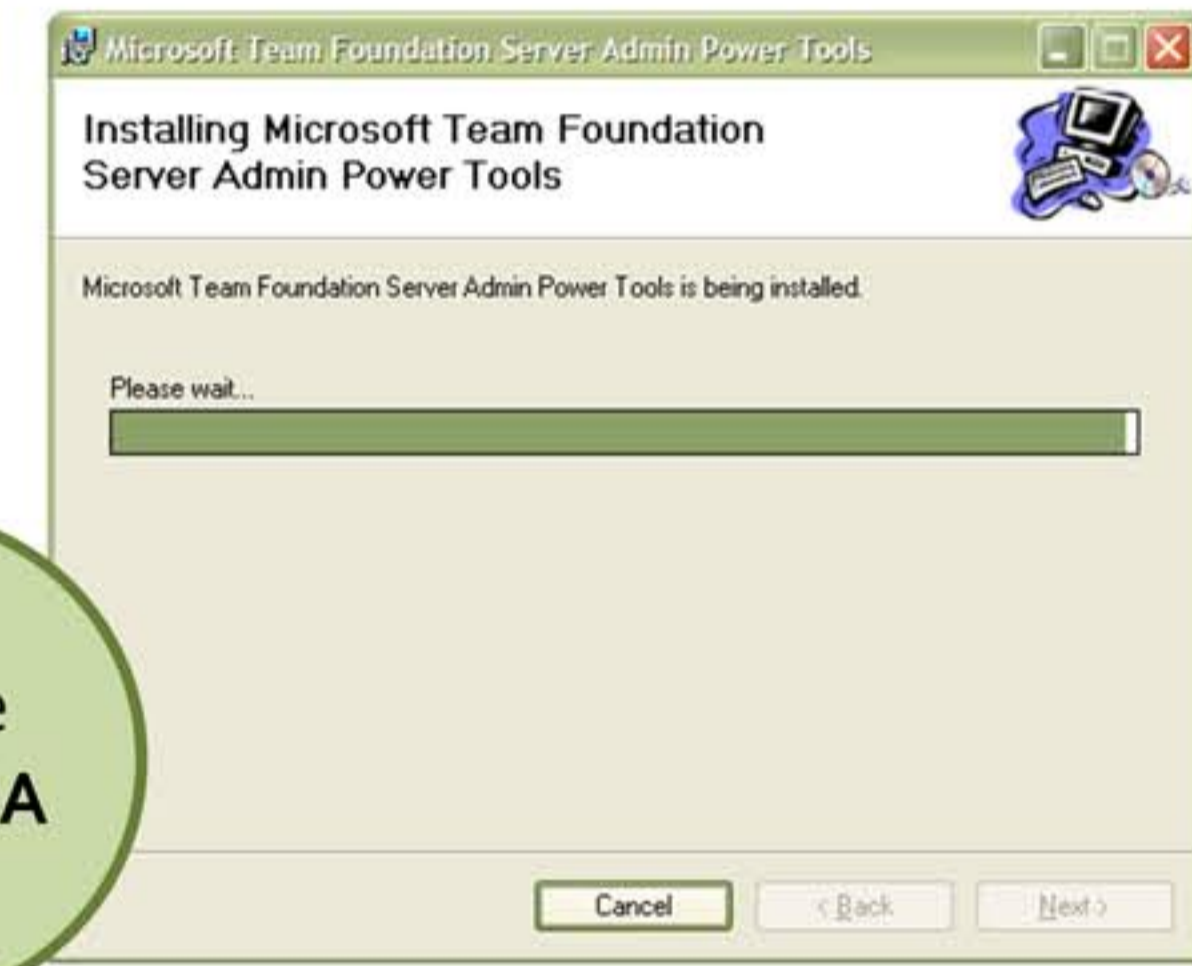 Microsoft Team Foundation Server Admin Power Tools
Installing Microsoft Team Foundation
Server Admin Power Tools
Microsoft Team Foundation Server Admin Power Tools is being installed.
Please wait...
e
A
Cancel
< Back
Next >